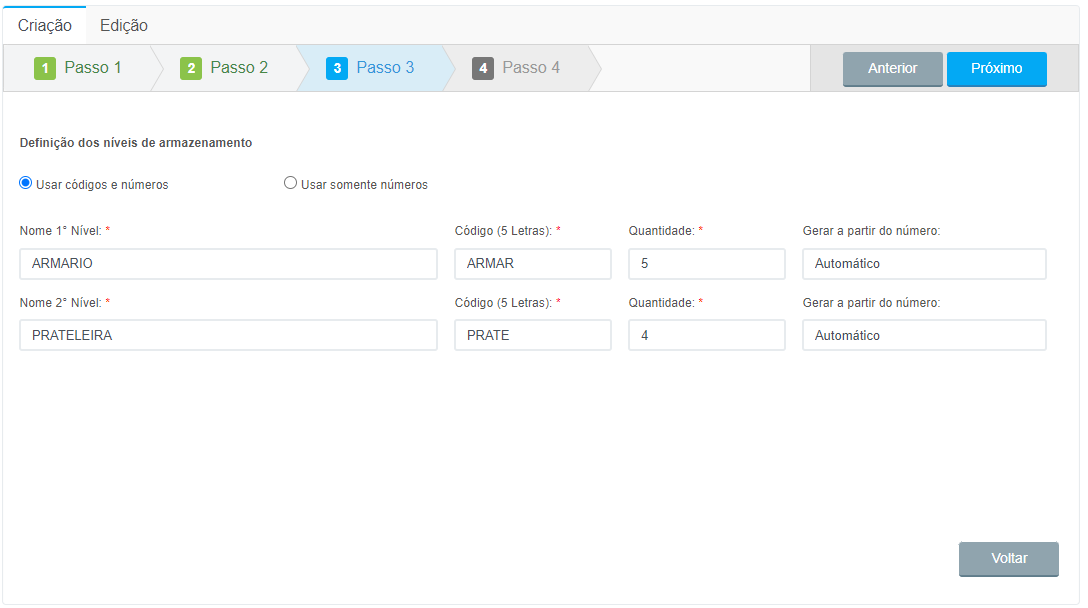 Criação Edição
1 Passo 1 2 Passo 2 3 Passo 3 4 Passo 4 Anterior Próximo
Definição dos níveis de armazenamento
Usar códigos e números Usar somente números
Nome 1° Nível: * Código (5 Letras): * Quantidade: * Gerar a partir do número:
ARMARIO ARMAR 5 Automático
Nome 2° Nível: * Código (5 Letras): * Quantidade: * Gerar a partir do número:
PRATELEIRA PRATE 4 Automático
Voltar